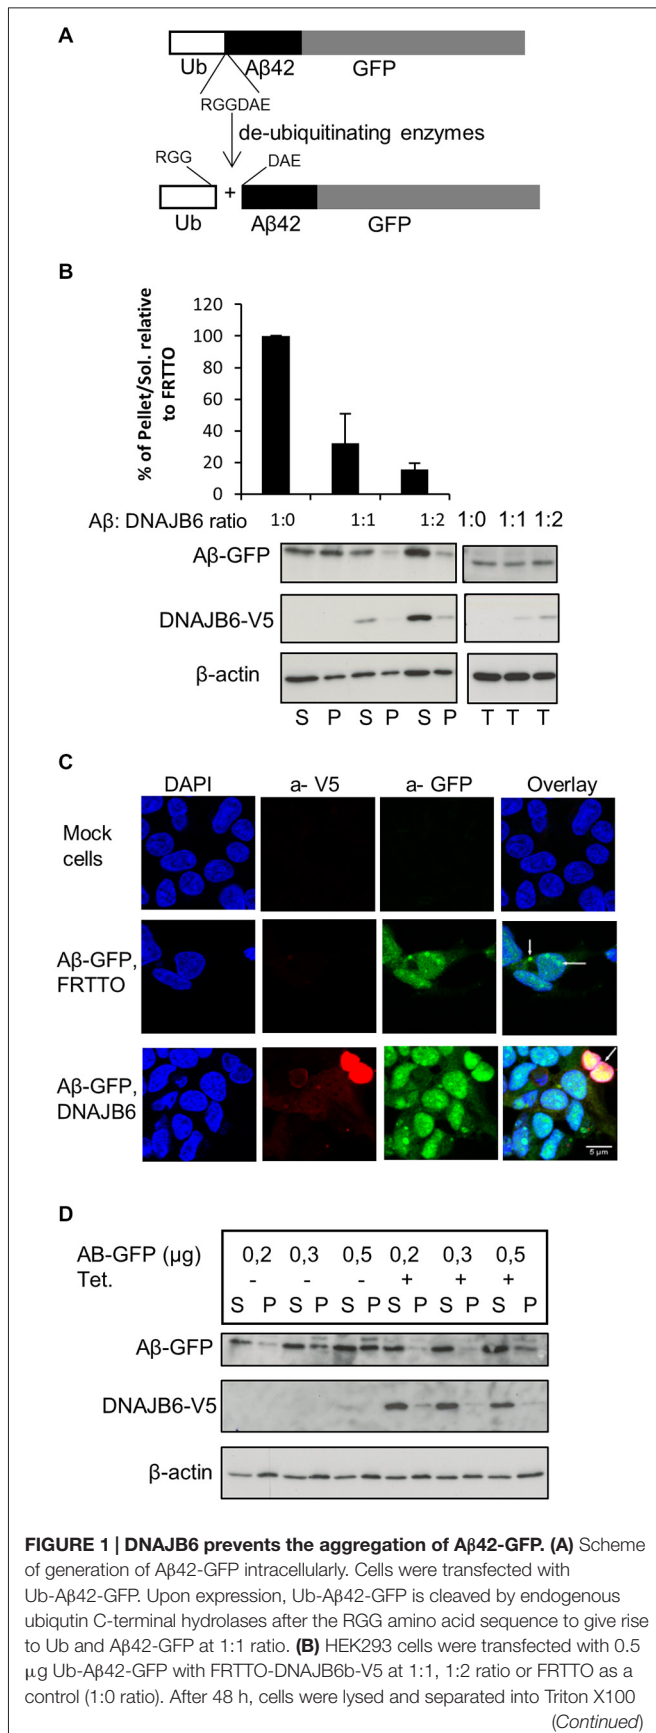 A
Ub Aβ42 GFP
RGGDAE
de-ubiquitinating enzymes
RGG DAE
+
Ub Aβ42 GFP
B
% of Pellet/Sol. relative
to FRTTO
120
100
80
60
40
20
0
Aβ: DNAJB6 ratio 1:0 1:1 1:2 1:0 1:1 1:2
Aβ-GFP
DNAJB6-V5
β-actin
S P S P S P T T T
C
DAPI a- V5 a- GFP Overlay
Mock
cells
Aβ-GFP,
FRTTO
Aβ-GFP,
DNAJB6
5 µm
D
AB-GFP (µg) 0,2 0,3 0,5 0,2 0,3 0,5
Tet. - - - + + +
S P S P S P S P S P S P
Aβ-GFP
DNAJB6-V5
β-actin
FIGURE 1 | DNAJB6 prevents the aggregation of Aβ42-GFP. (A) Scheme
of generation of Aβ42-GFP intracellularly. Cells were transfected with
Ub-Aβ42-GFP. Upon expression, Ub-Aβ42-GFP is cleaved by endogenous
ubiqutin C-terminal hydrolases after the RGG amino acid sequence to give rise
to Ub and Aβ42-GFP at 1:1 ratio. (B) HEK293 cells were transfected with 0.5
µg Ub-Aβ42-GFP with FRTTO-DNAJB6b-V5 at 1:1, 1:2 ratio or FRTTO as a
control (1:0 ratio). After 48 h, cells were lysed and separated into Triton X100
(Continued)